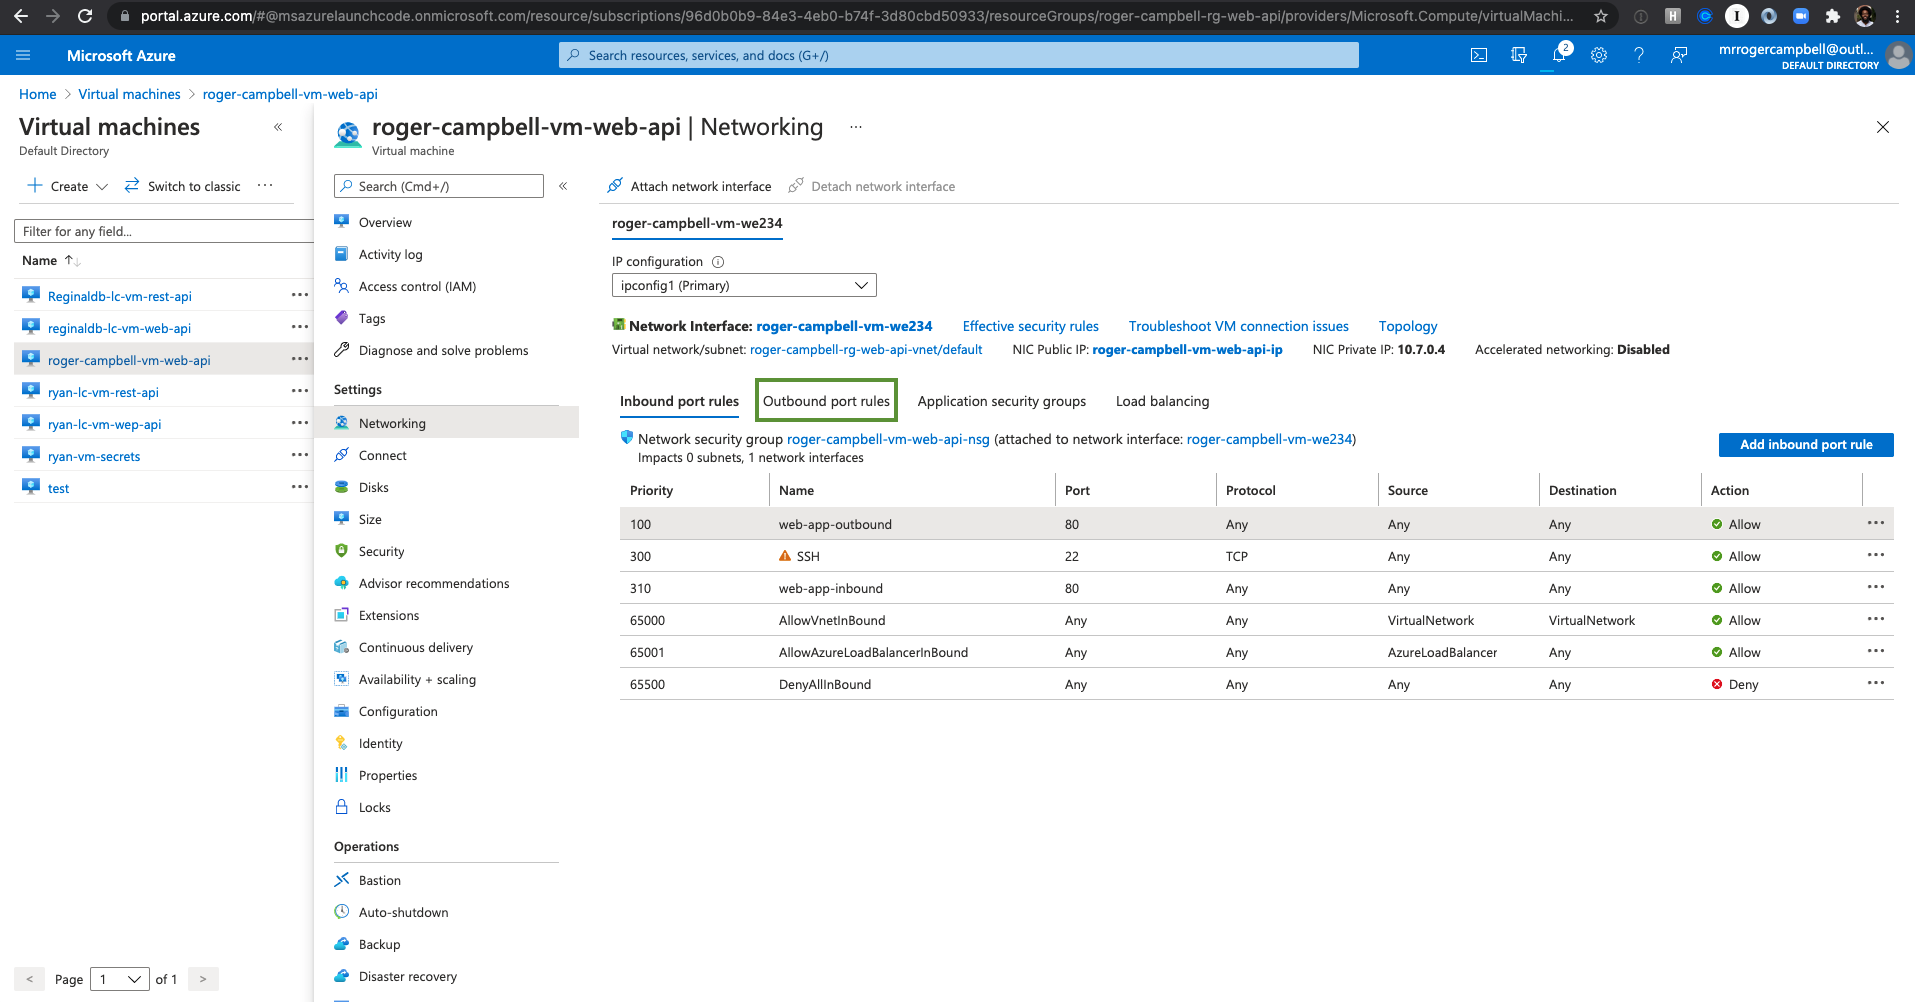 portal.azure.com/#@msazurelaunchcode.onmicrosoft.com/resource/subscriptions/96d0b0b9-84e3-4eb0-b74f-3d80cbd50933/resourceGroups/roger-campbell-rg-web-api/providers/Microsoft.Compute/virtualMachi...
Microsoft Azure
Search resources, services, and docs (G+/)
2
mrrogercampbell@outl...
DEFAULT DIRECTORY
Home > Virtual machines > roger-campbell-vm-web-api
Virtual machines
Default Directory
Create
Switch to classic
Filter for any field...
Name
Reginaldb-lc-vm-rest-api
reginaldb-lc-vm-web-api
roger-campbell-vm-web-api
ryan-lc-vm-rest-api
ryan-lc-vm-wep-api
ryan-vm-secrets
test
< Page 1 of 1 >
roger-campbell-vm-web-api | Networking ...
Virtual machine
Search (Cmd+/)
Overview
Activity log
Access control (IAM)
Tags
Diagnose and solve problems
Settings
Networking
Connect
Disks
Size
Security
Advisor recommendations
Extensions
Continuous delivery
Availability + scaling
Configuration
Identity
Properties
Locks
Operations
Bastion
Auto-shutdown
Backup
Disaster recovery
Attach network interface Detach network interface
roger-campbell-vm-we234
IP configuration
ipconfig1 (Primary)
Network Interface: roger-campbell-vm-we234 Effective security rules Troubleshoot VM connection issues Topology
Virtual network/subnet: roger-campbell-rg-web-api-vnet/default NIC Public IP: roger-campbell-vm-web-api-ip NIC Private IP: 10.7.0.4 Accelerated networking: Disabled
Inbound port rules Outbound port rules Application security groups Load balancing
Network security group roger-campbell-vm-web-api-nsg (attached to network interface: roger-campbell-vm-we234)
Impacts 0 subnets, 1 network interfaces
Add inbound port rule
Priority Name Port Protocol Source Destination Action
100 web-app-outbound 80 Any Any Any Allow
300 SSH 22 TCP Any Any Allow
310 web-app-inbound 80 Any Any Any Allow
65000 AllowVnetInBound Any Any VirtualNetwork VirtualNetwork Allow
65001 AllowAzureLoadBalancerInBound Any Any AzureLoadBalancer Any Allow
65500 DenyAllInBound Any Any Any Any Deny